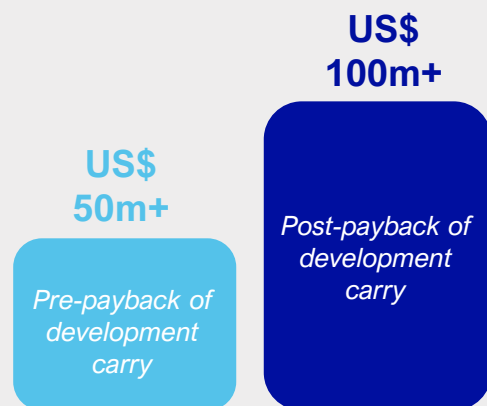 US$
50m+
Pre-payback of
development
carry
US$
100m+
Post-payback of
development
carry